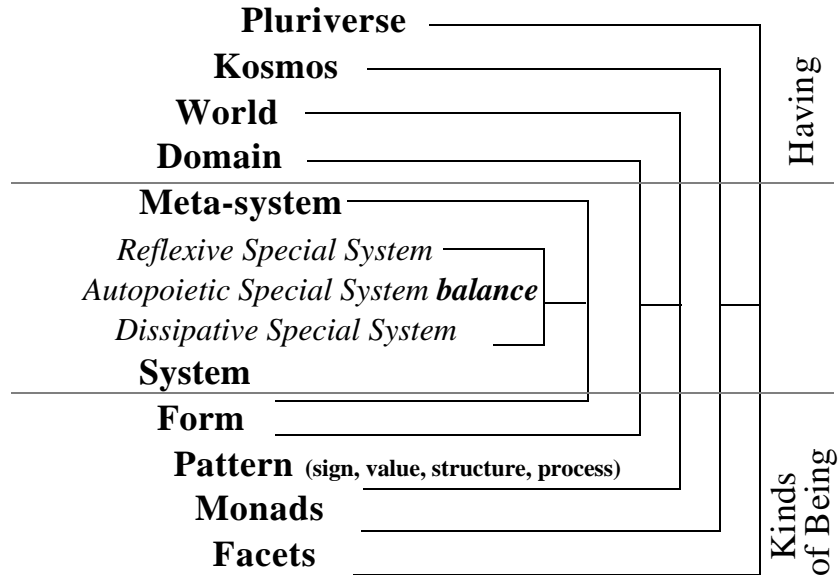 Pluriverse
Kosmos
World
Domain
Having
Meta-system
Reflexive Special System
Autopoietic Special System balance
Dissipative Special System
System
Form
Pattern (sign, value, structure, process)
Monads
Facets
Kinds
of Being